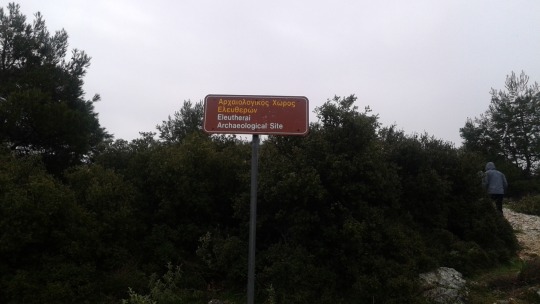 Αρχαιολογικός Χώρος
Ελευθερών
Eleutherai
Archaeological Site